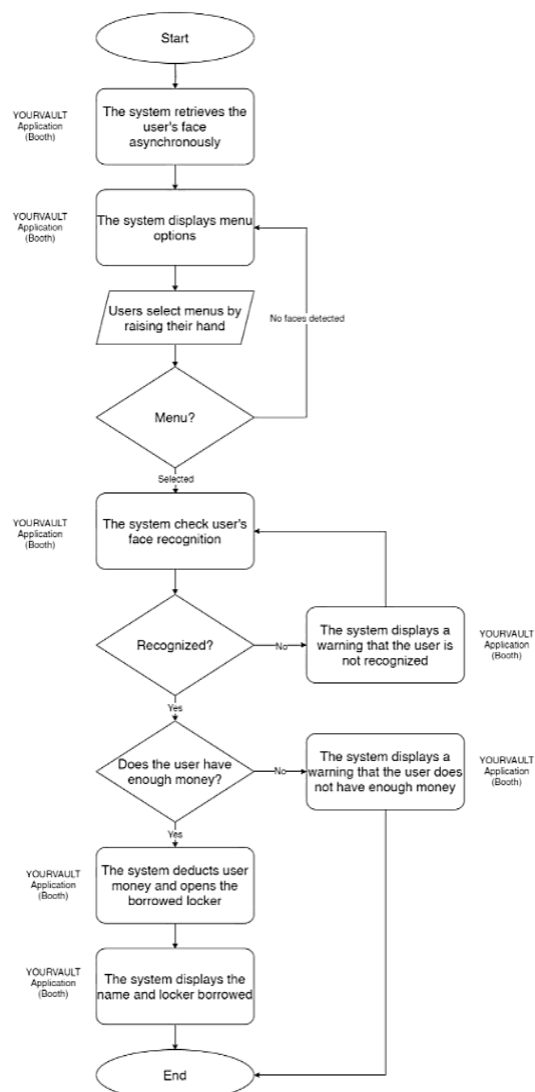 Start
YOURVAULT
Application
(Booth)
The system retrieves the
user's face
asynchronously
YOURVAULT
Application
(Booth)
The system displays menu
options
Users select menus by
raising their hand
No faces detected
Menu?
Selected
YOURVAULT
Application
(Booth)
The system check user's
face recognition
Recognized?
No
The system displays a
warning that the user is
not recognized
YOURVAULT
Application
(Booth)
Yes
Does the user have
enough money?
No
The system displays a
warning that the user does
not have enough money
YOURVAULT
Application
(Booth)
Yes
YOURVAULT
Application
(Booth)
The system deducts user
money and opens the
borrowed locker
YOURVAULT
Application
(Booth)
The system displays the
name and locker borrowed
End